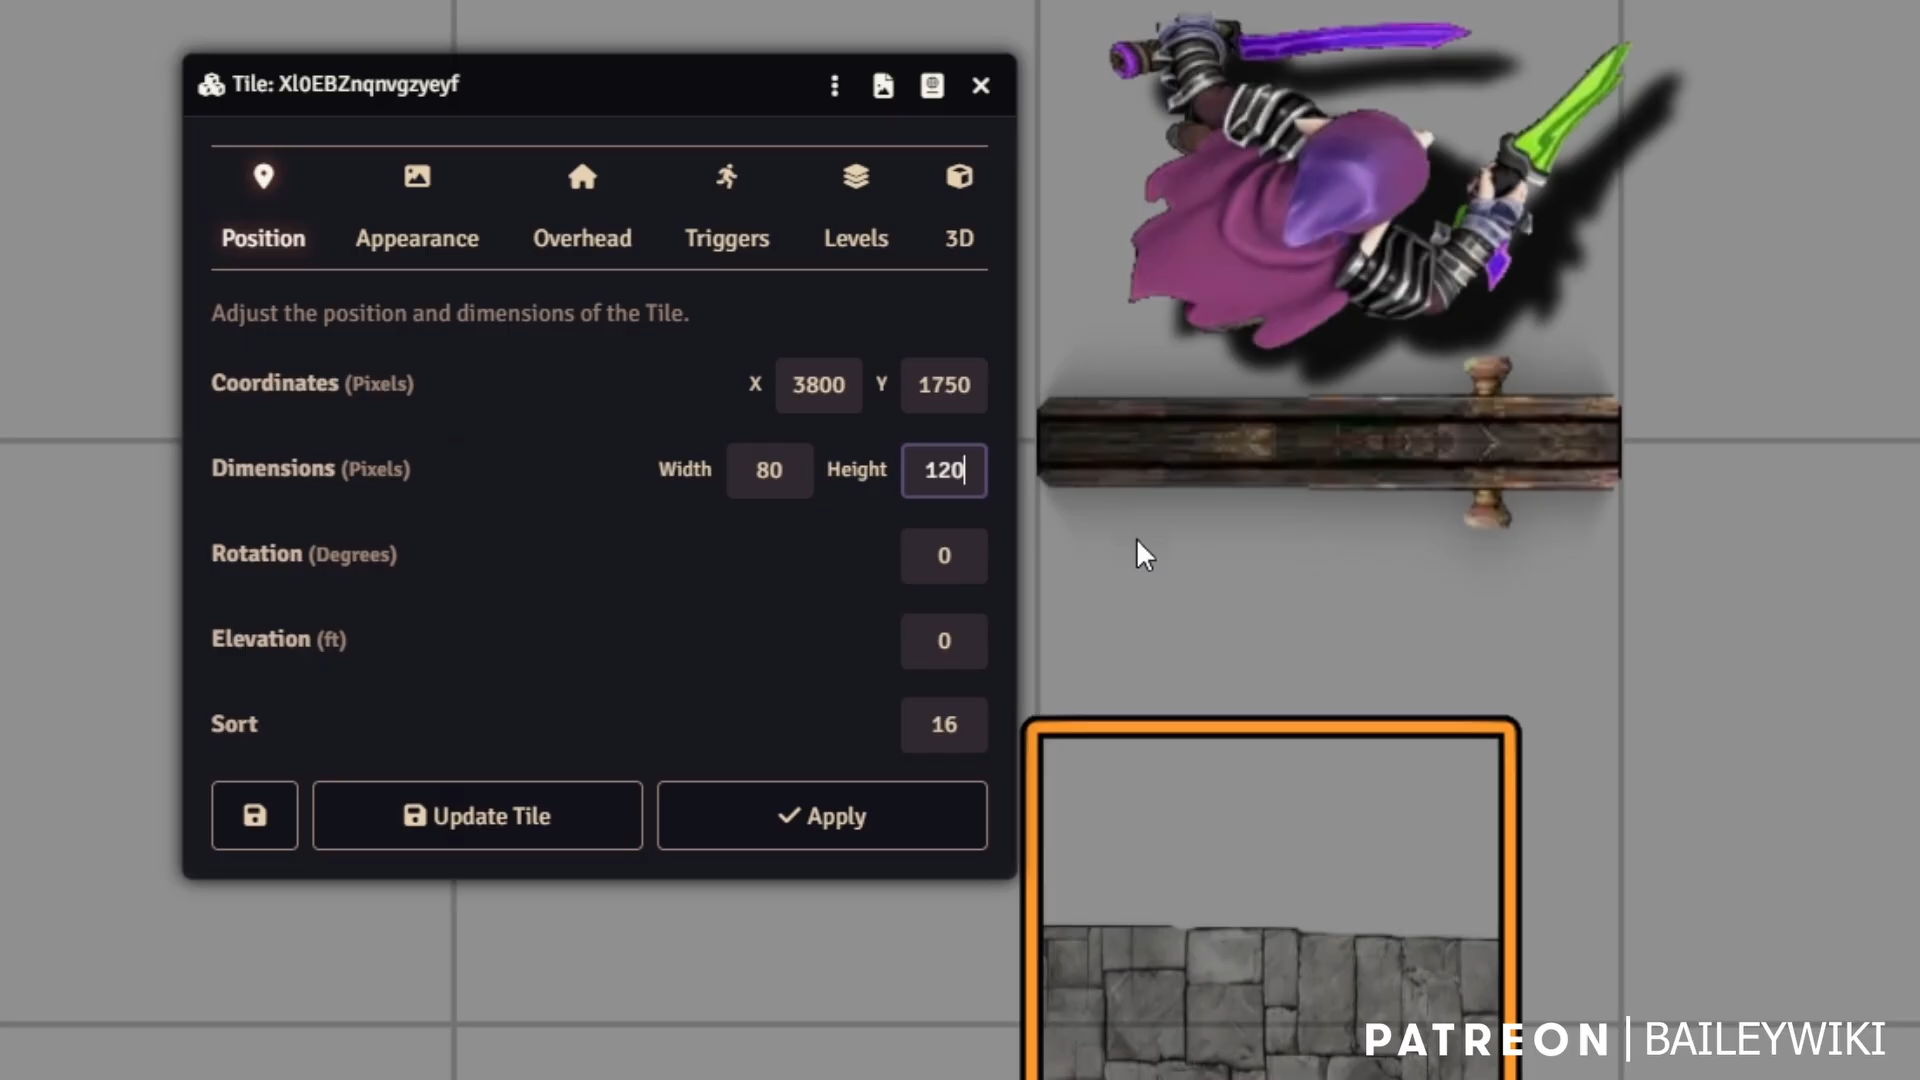 Tile: Xl0EBZnqnvgzyeyf
Position Appearance Overhead Triggers Levels 3D
Adjust the position and dimensions of the Tile.
Coordinates (Pixels) X 3800 Y 1750
Dimensions (Pixels) Width 80 Height 120
Rotation (Degrees) 0
Elevation (ft) 0
Sort 16
Update Tile Apply
PATREON | BAILEYWIKI